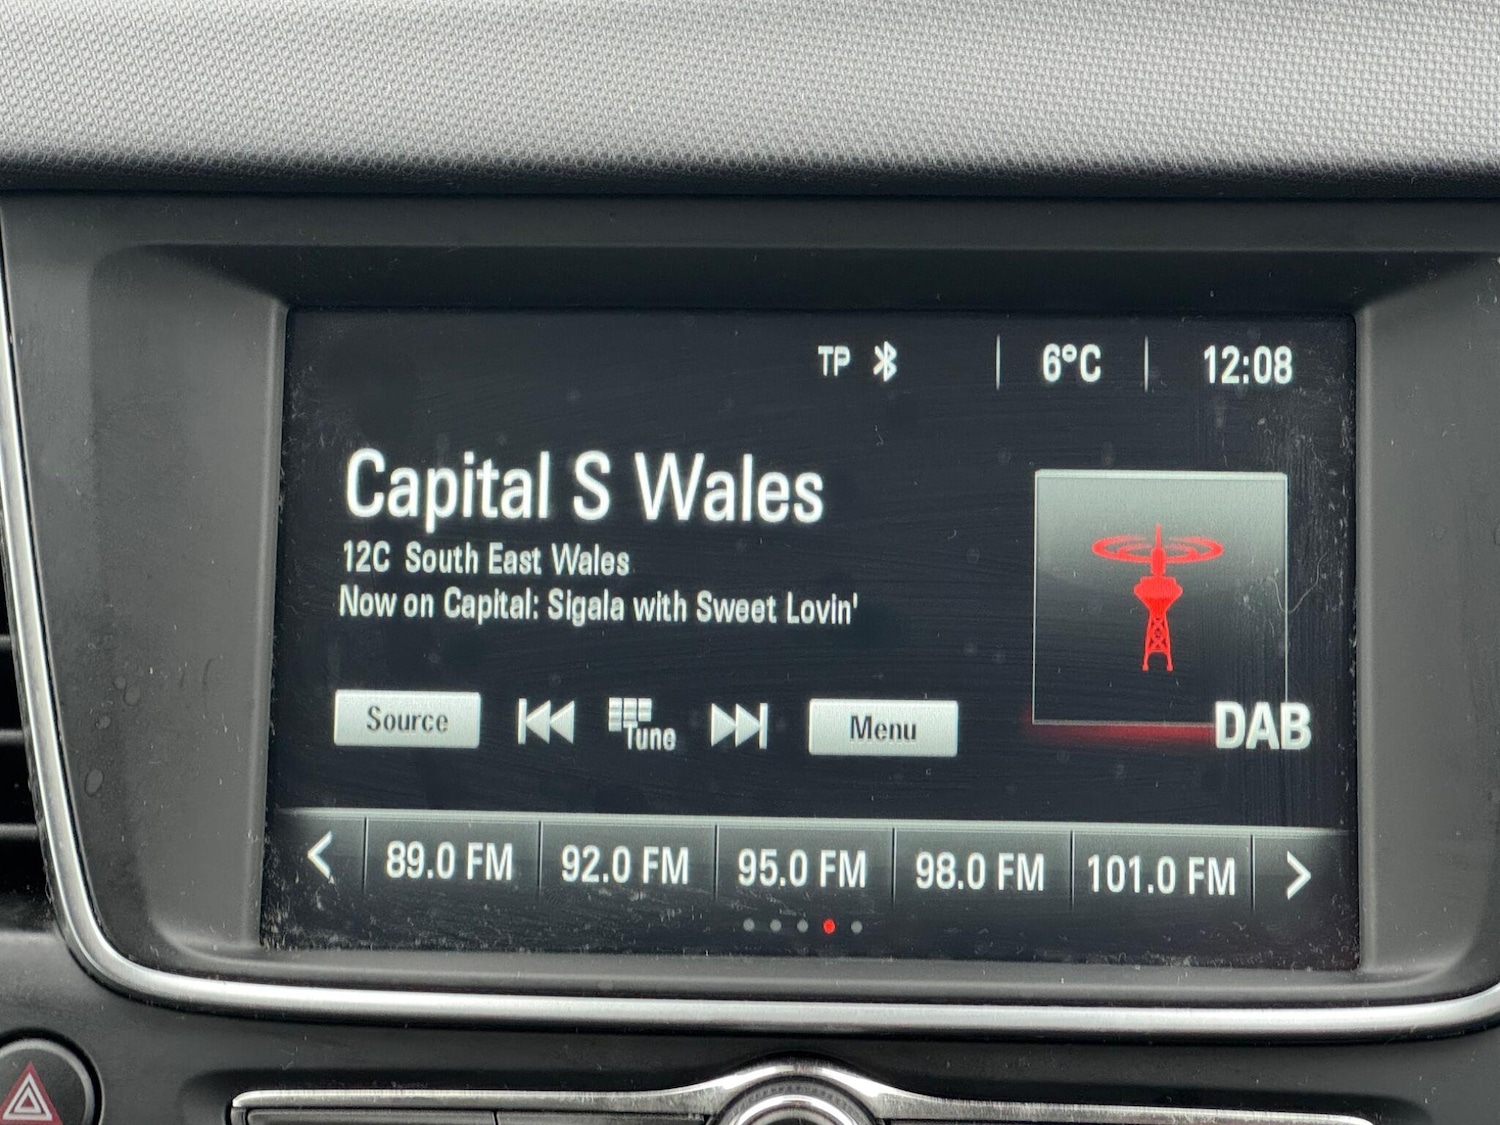 TP 6°C 12:08
Capital S Wales
12C South East Wales
Now on Capital: Sigala with Sweet Lovin'
Source Tune Menu
DAB
89.0 FM 92.0 FM 95.0 FM 98.0 FM 101.0 FM